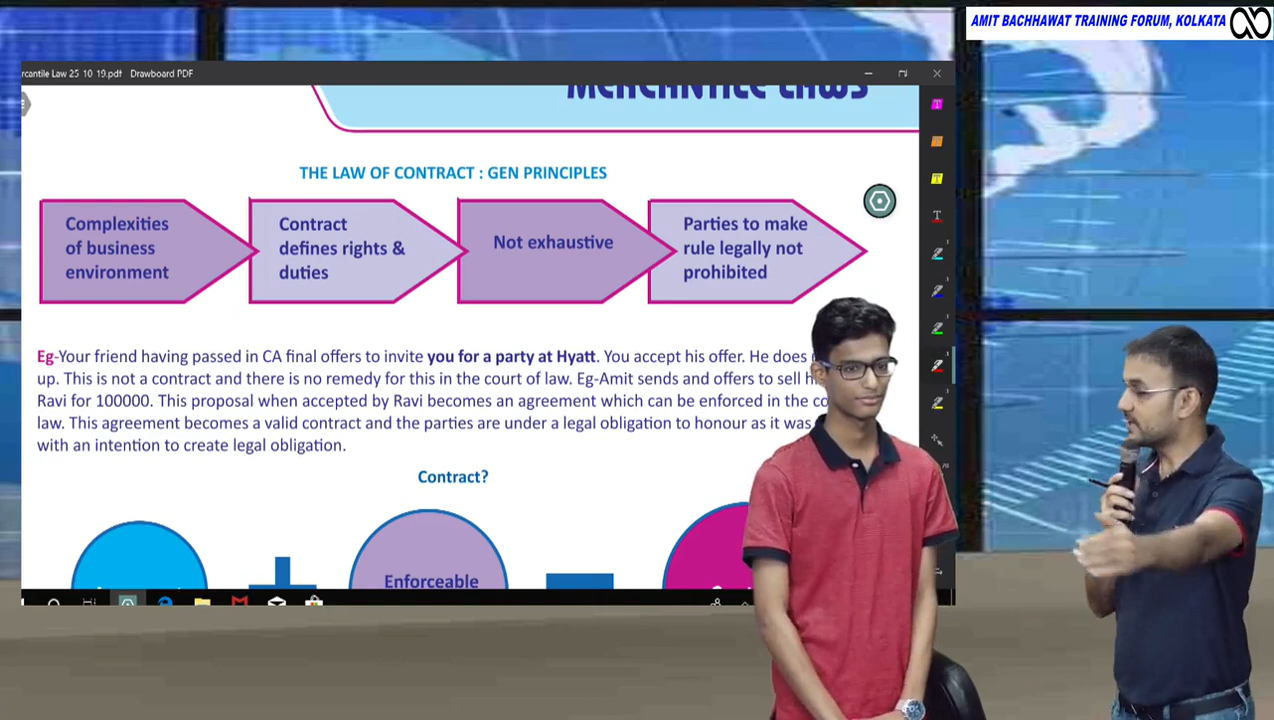 AMIT BACHHAWAT TRAINING FORUM, KOLKATA
rcantile Law 25 10 19.pdf Drawboard PDF
MERCANTILE LAWS
THE LAW OF CONTRACT : GEN PRINCIPLES
Complexities
of business
environment
Contract
defines rights &
duties
Not exhaustive
Parties to make
rule legally not
prohibited
Eg-Your friend having passed in CA final offers to invite you for a party at Hyatt. You accept his offer. He does
up. This is not a contract and there is no remedy for this in the court of law. Eg-Amit sends and offers to sell
Ravi for 100000. This proposal when accepted by Ravi becomes an agreement which can be enforced in the
law. This agreement becomes a valid contract and the parties are under a legal obligation to honour as it was
with an intention to create legal obligation.
Contract?
Enforceable